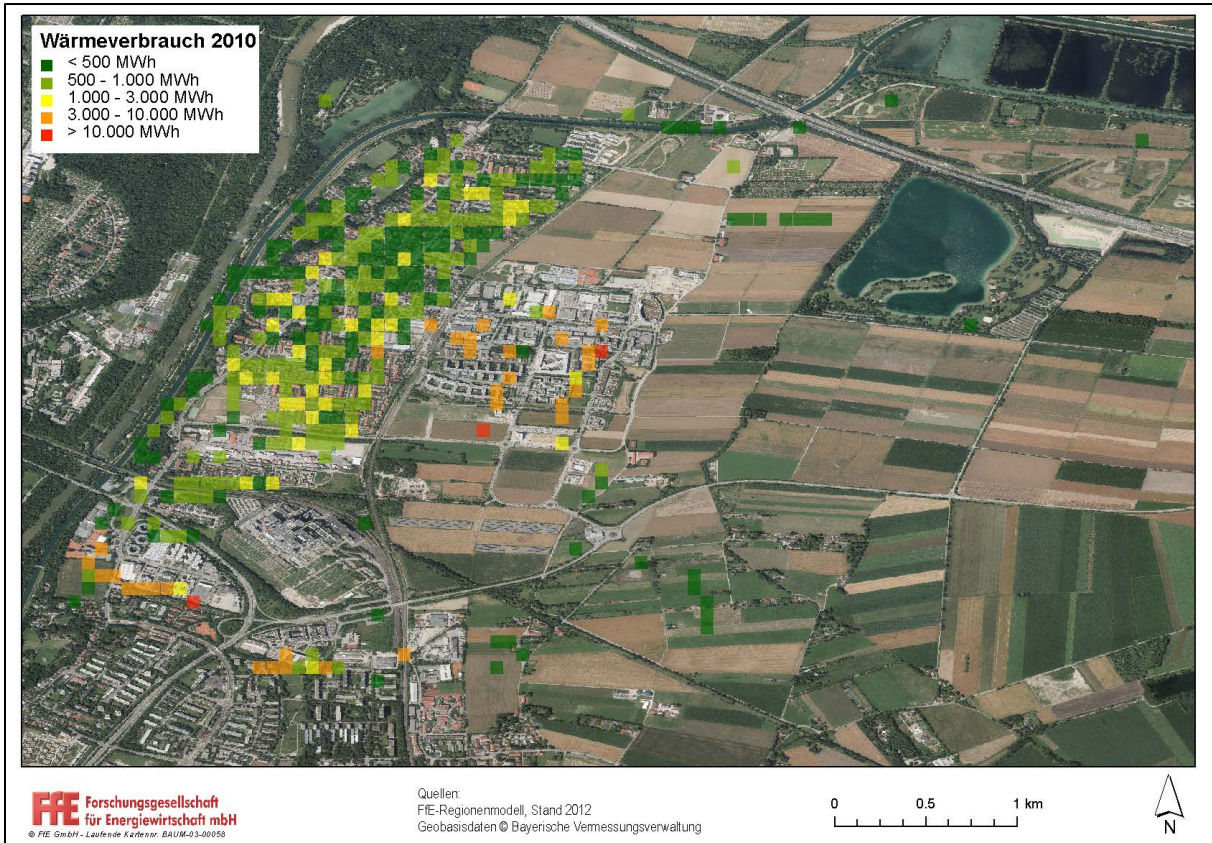 Wärmeverbrauch 2010
< 500 MWh
500 - 1.000 MWh
1.000 - 3.000 MWh
3.000 - 10.000 MWh
> 10.000 MWh
FfE Forschungsgesellschaft
für Energiewirtschaft mbH
© FfE GmbH - Laufende Kartennr. BAUM-03-00058
Quellen:
FfE-Regionenmodell, Stand 2012
Geobasisdaten © Bayerische Vermessungsverwaltung
0 0.5 1 km
N